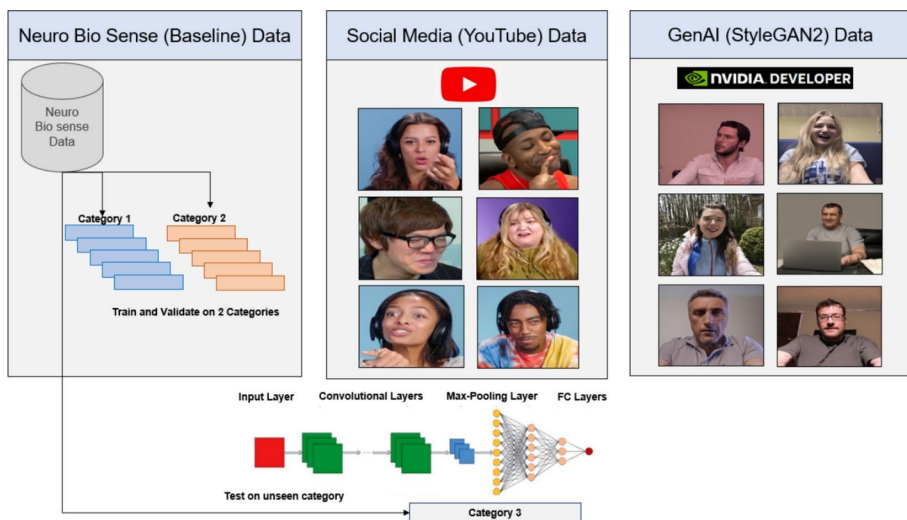 Neuro Bio Sense (Baseline) Data
Neuro
Bio sense
Data
Category 1
Category 2
Train and Validate on 2 Categories
Social Media (YouTube) Data
GenAI (StyleGAN2) Data
NVIDIA. DEVELOPER
Input Layer
Convolutional Layers
Max-Pooling Layer
FC Layers
Test on unseen category
Category 3